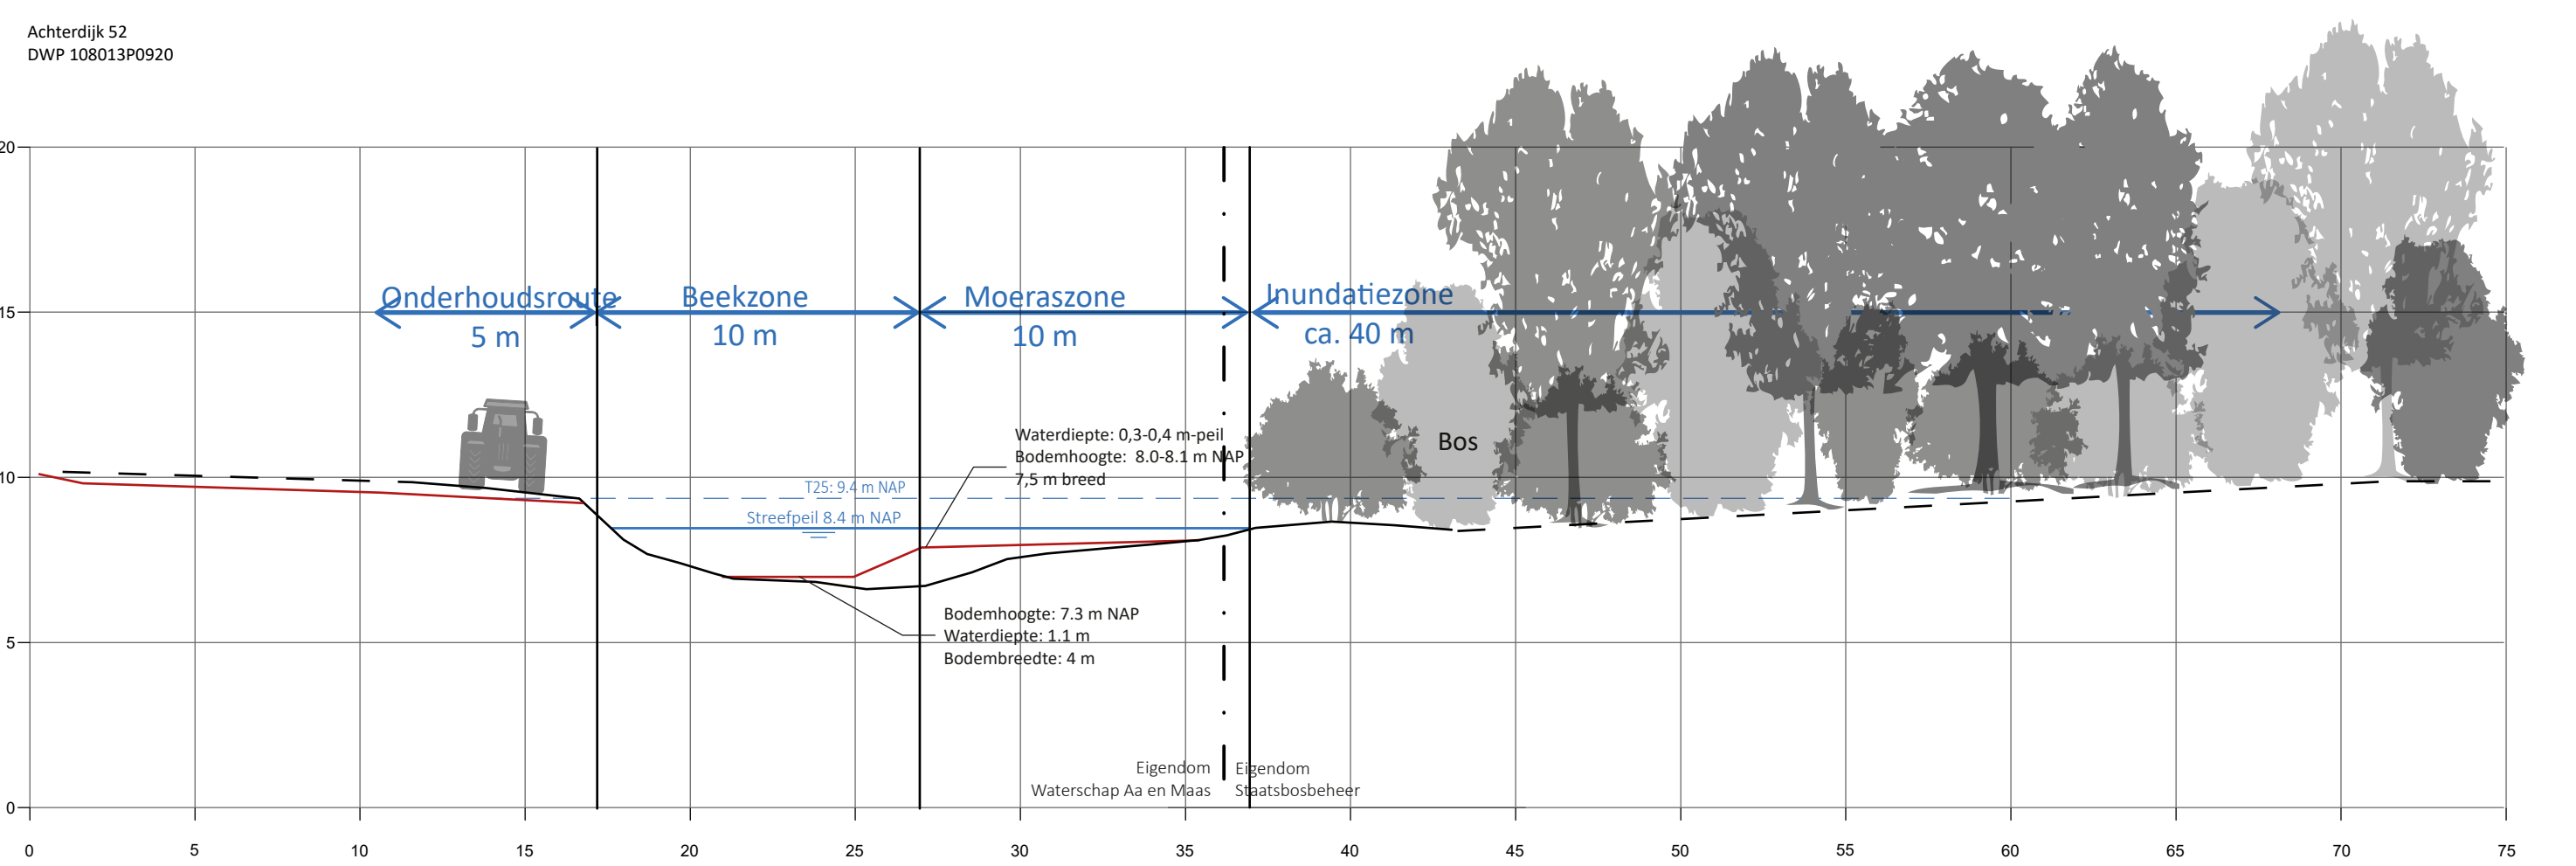 Achterdijk 52
DWP 108013P0920
20
15
10
5
0
Onderhoudsroute
5 m
Beekzone
10 m
Moeraszone
10 m
Inundatiezone
ca. 40 m
Bos
Waterdiepte: 0,3-0,4 m-peil
Bodemhoogte: 8.0-8.1 m NAP
7,5 m breed
T25: 9.4 m NAP
Streefpeil 8.4 m NAP
Bodemhoogte: 7.3 m NAP
Waterdiepte: 1.1 m
Bodembreedte: 4 m
Eigendom
Waterschap Aa en Maas
Eigendom
Staatsbosbeheer
0 5 10 15 20 25 30 35 40 45 50 55 60 65 70 75